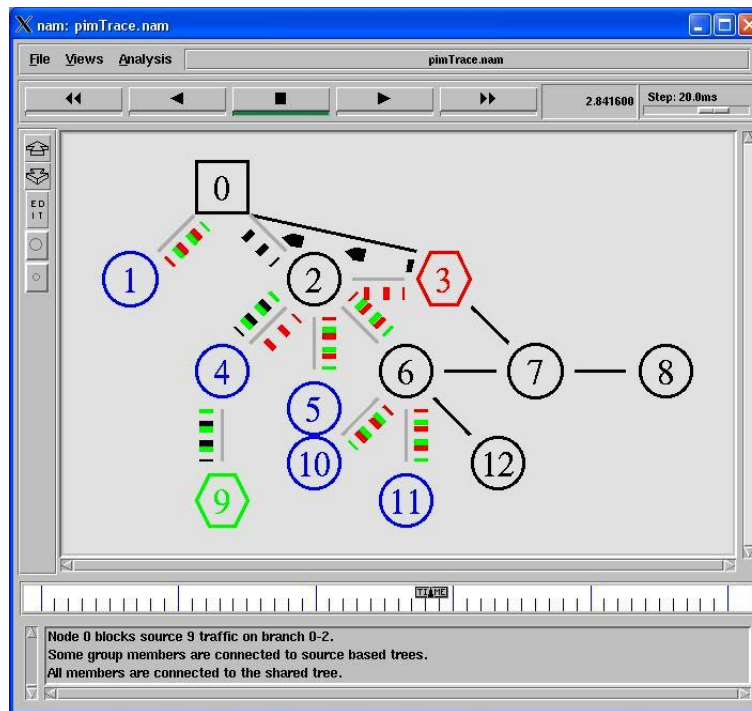 nam: pimTrace.nam
File Views Analysis pimTrace.nam
2.841600 Step: 20.0ms
ED
IT
0
1 2 3
4 6 7 8
5
10 12
9 11
TIME
Node 0 blocks source 9 traffic on branch 0-2.
Some group members are connected to source based trees.
All members are connected to the shared tree.